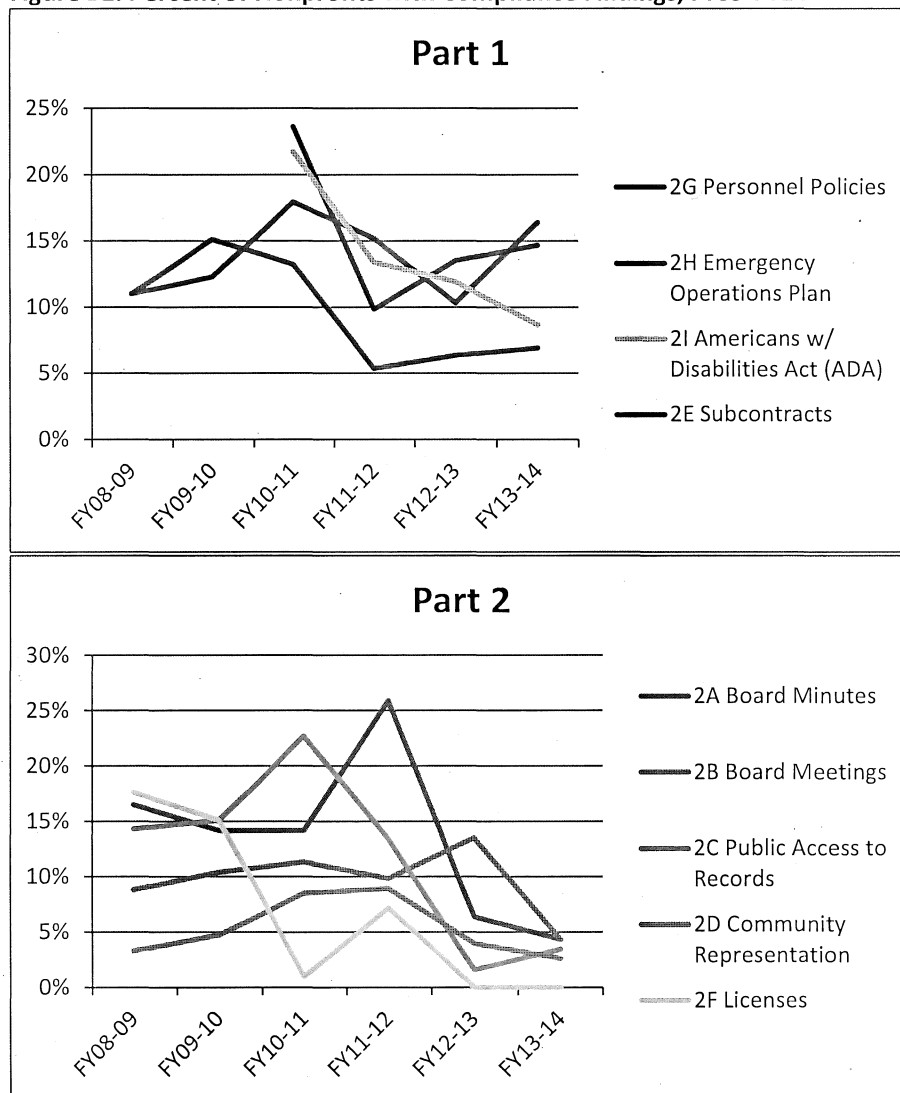 Part 1
25%
20%
15%
10%
5%
0%
FY08-09
FY09-10
FY10-11
FY11-12
FY12-13
FY13-14
2G Personnel Policies
2H Emergency
Operations Plan
2I Americans w/
Disabilities Act (ADA)
2E Subcontracts
Part 2
30%
25%
20%
15%
10%
5%
0%
FY08-09
FY09-10
FY10-11
FY11-12
FY12-13
FY13-14
2A Board Minutes
2B Board Meetings
2C Public Access to
Records
2D Community
Representation
2F Licenses